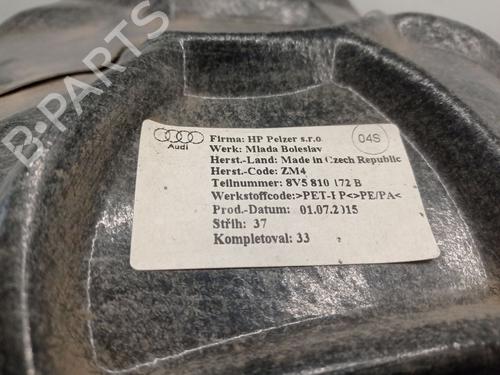 B-PARTS
Audi
04S
Firma: HP Pelzer s.r.o
Werk: Mlada Boleslav
Herst.-Land: Made in Czech Republic
Herst.-Code: ZM4
Teilnummer: 8V5 810 172 B
Werkstoffcode:>PET-I P<>PE/PA<
Prod.-Datum: 01.07.2015
Střih: 37
Kompletoval: 33